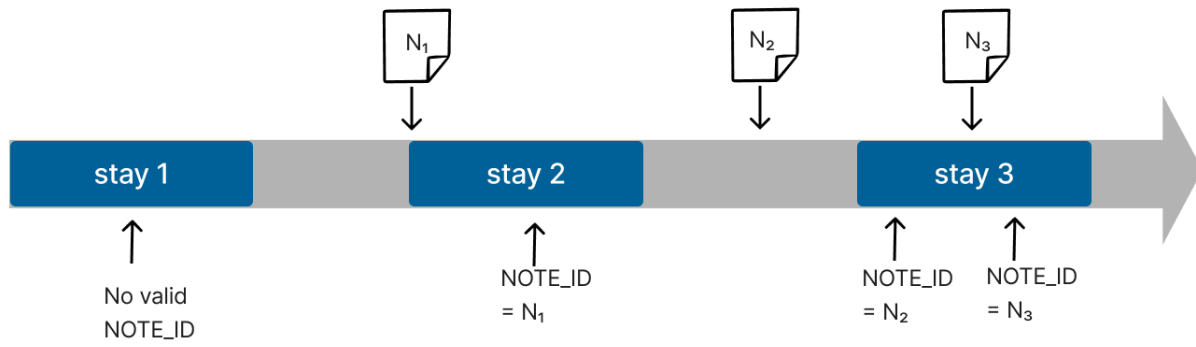 N₁
N₂
N₃
stay 1
stay 2
stay 3
No valid
NOTE_ID
NOTE_ID
= N₁
NOTE_ID
= N₂
NOTE_ID
= N₃